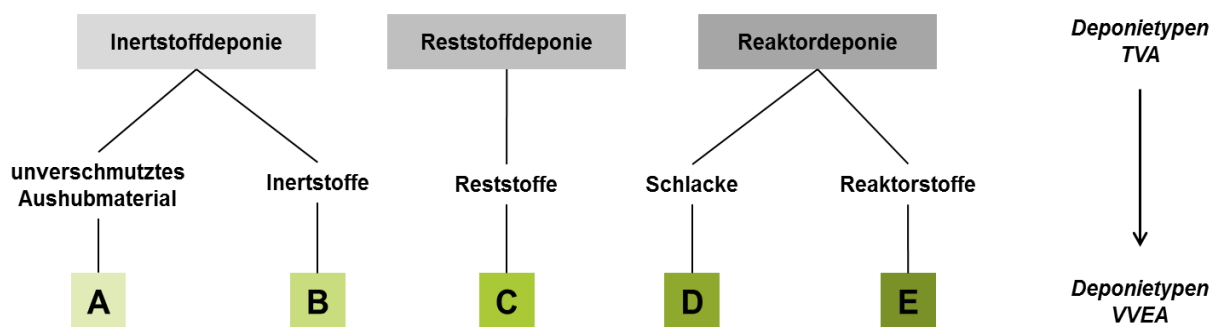 Inertstoffdeponie
Reststoffdeponie
Reaktordeponie
Deponietypen
TVA
unverschmutztes
Aushubmaterial
Inertstoffe
Reststoffe
Schlacke
Reaktorstoffe
A
B
C
D
E
Deponietypen
VVEA